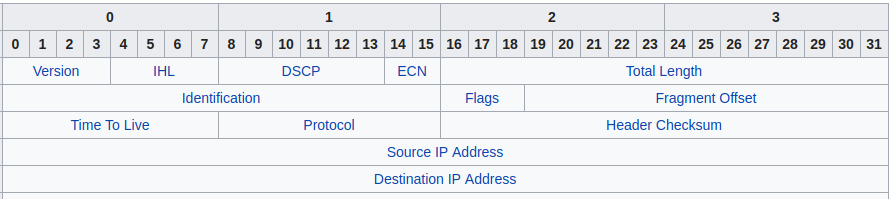 0 1 2 3
0 1 2 3 4 5 6 7 8 9 10 11 12 13 14 15 16 17 18 19 20 21 22 23 24 25 26 27 28 29 30 31
Version IHL DSCP ECN Total Length
Identification Flags Fragment Offset
Time To Live Protocol Header Checksum
Source IP Address
Destination IP Address